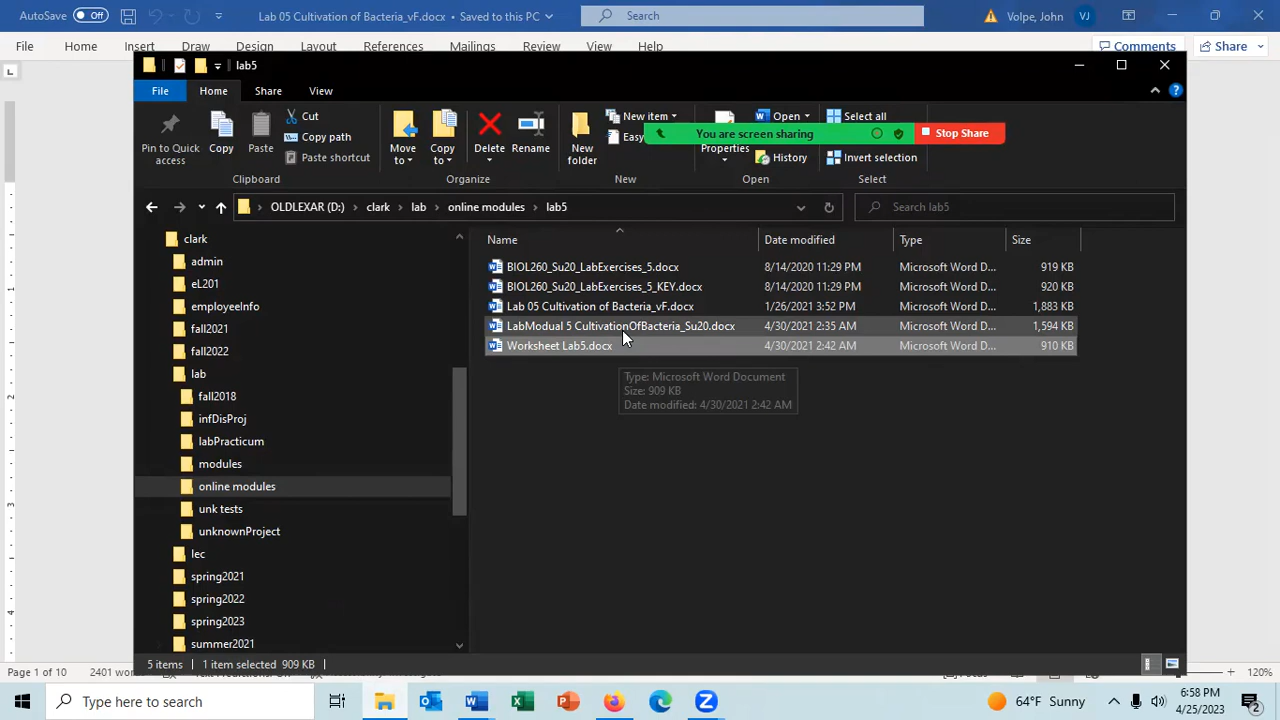 AutoSave Off Lab 05 Cultivation of Bacteria_vF.docx • Saved to this PC Search Volpe, John VJ
File Home Insert Draw Design Layout References Mailings Review View Help Comments Share
lab5
File Home Share View
Pin to Quick access
Copy
Paste
Cut
Copy path
Paste shortcut
Clipboard
Move to
Copy to
Delete
Rename
Organize
New folder
New item
Easy
New
Properties
Open
History
Open
Select all
Invert selection
Select
You are screen sharing Stop Share
OLDLEXAR (D:) clark lab online modules lab5 Search lab5
clark
admin
eL201
employeeInfo
fall2021
fall2022
lab
fall2018
infDisProj
labPracticum
modules
online modules
unk tests
unknownProject
lec
spring2021
spring2022
spring2023
summer2021
Name Date modified Type Size
BIOL260_Su20_LabExercises_5.docx 8/14/2020 11:29 PM Microsoft Word D... 919 KB
BIOL260_Su20_LabExercises_5_KEY.docx 8/14/2020 11:29 PM Microsoft Word D... 920 KB
Lab 05 Cultivation of Bacteria_vF.docx 1/26/2021 3:52 PM Microsoft Word D... 1,883 KB
LabModual 5 CultivationOfBacteria_Su20.docx 4/30/2021 2:35 AM Microsoft Word D... 1,594 KB
Worksheet Lab5.docx 4/30/2021 2:42 AM Microsoft Word D... 910 KB
Type: Microsoft Word Document
Size: 909 KB
Date modified: 4/30/2021 2:42 AM
5 items 1 item selected 909 KB
Page 1 of 10 2401 120%
Type here to search 64°F Sunny 6:58 PM
4/25/2023 2
1
2
3
4